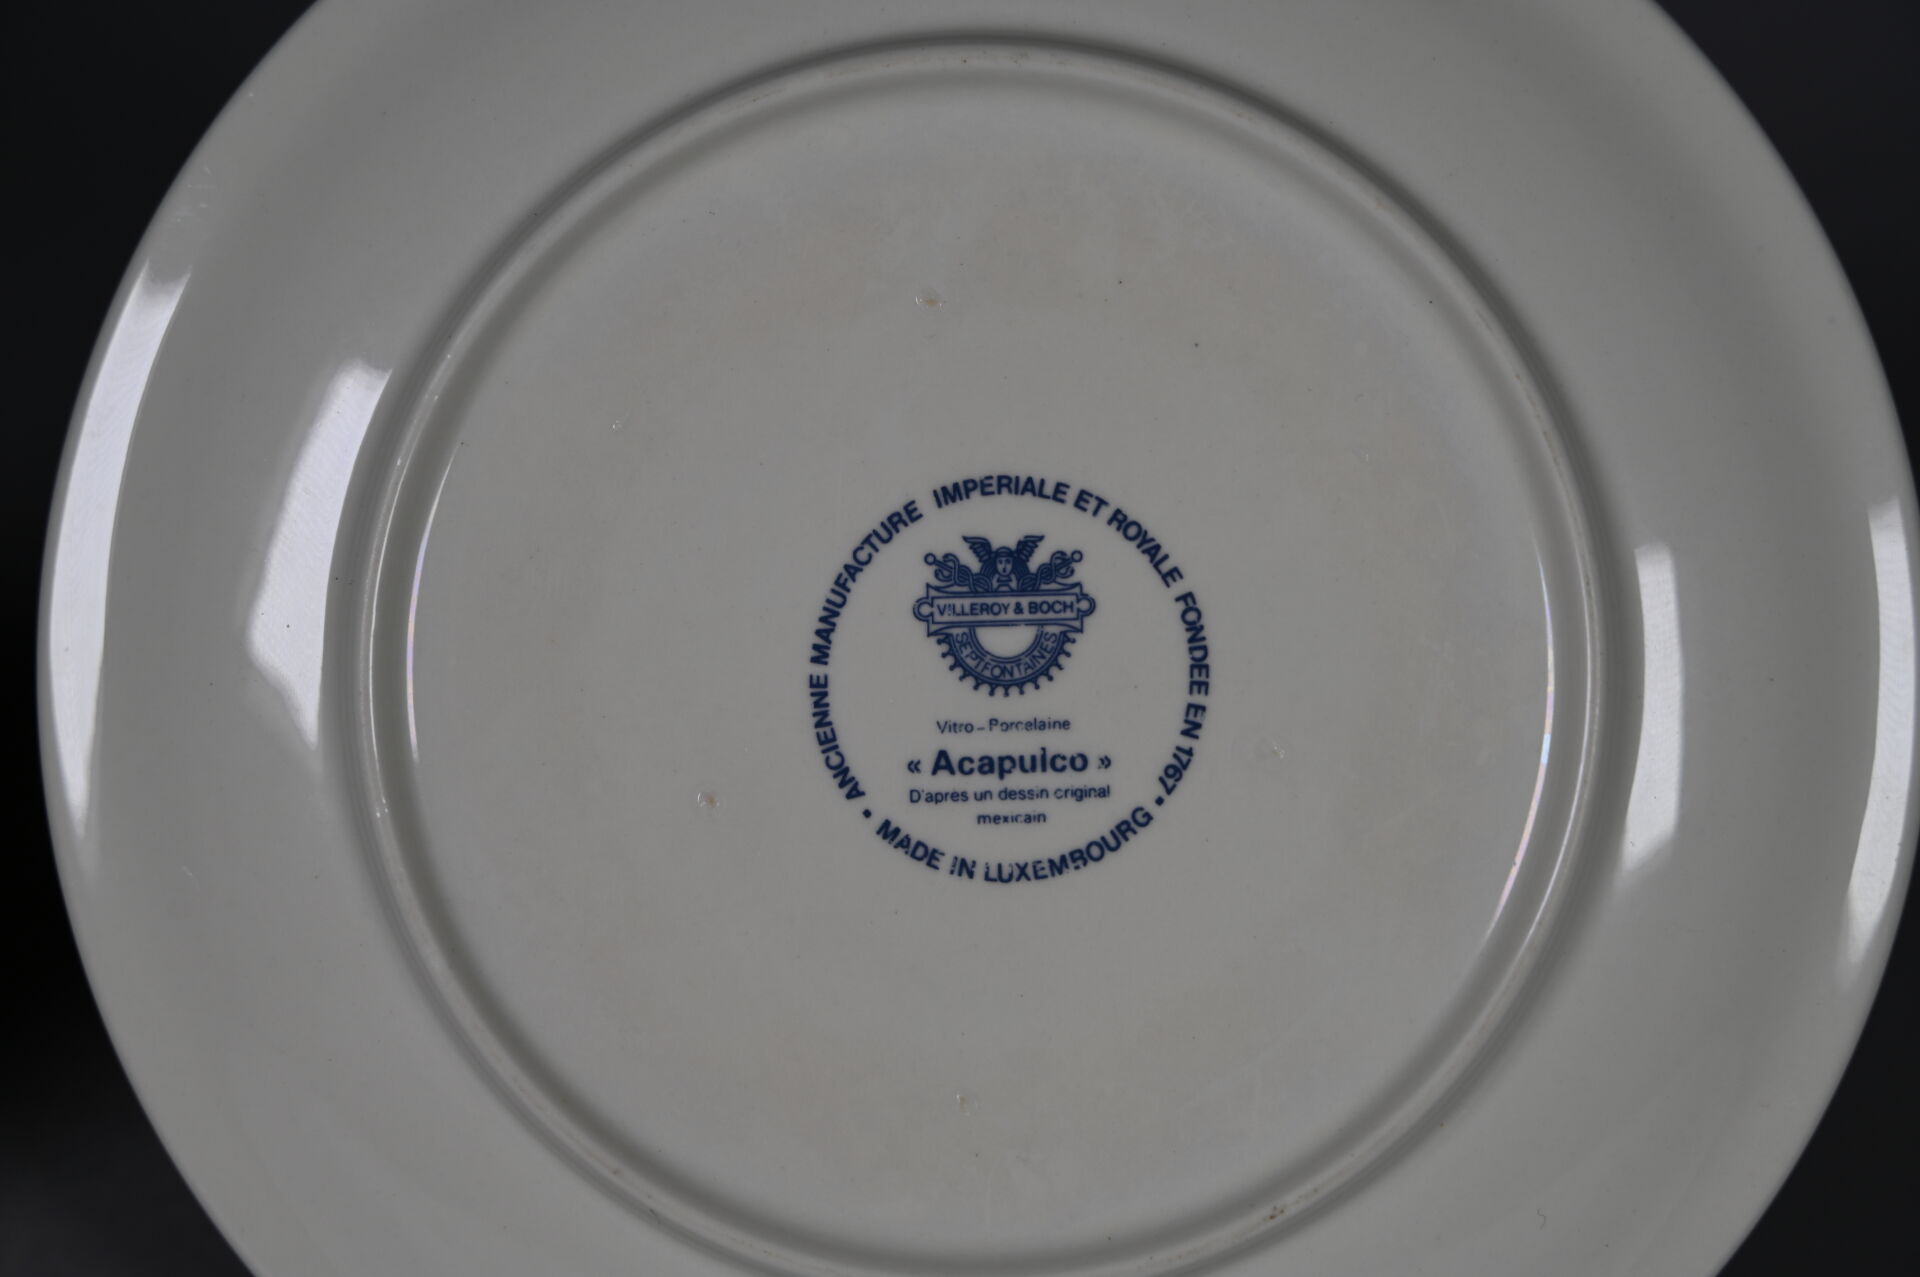 • ANCIENNE MANUFACTURE IMPERIALE ET ROYALE FONDEE EN 1767 •
VILLEROY & BOCH
SEPTFONTAINES
Vitro-Porcelaine
« Acapulco »
D'après un dessin original
mexicain
MADE IN LUXEMBOURG